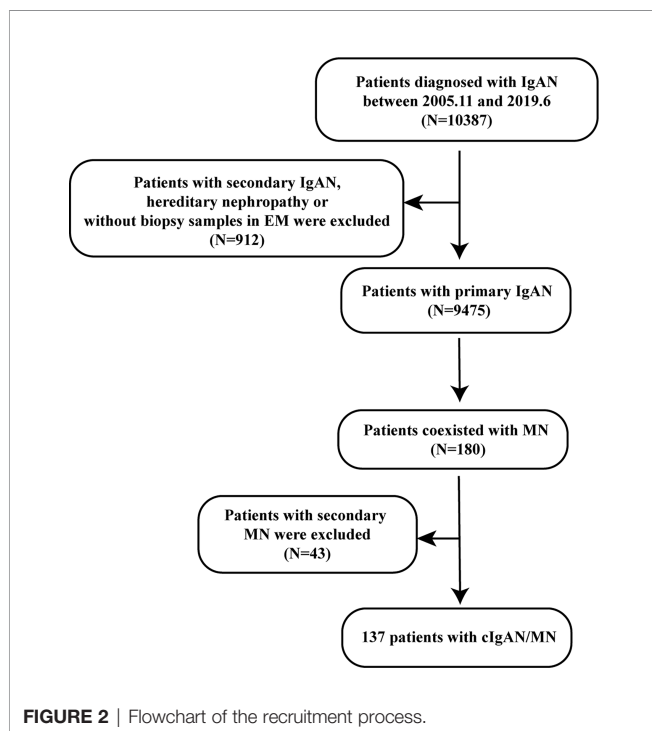 Patients diagnosed with IgAN
between 2005.11 and 2019.6
(N=10387)
Patients with secondary IgAN,
hereditary nephropathy or
without biopsy samples in EM were excluded
(N=912)
Patients with primary IgAN
(N=9475)
Patients coexisted with MN
(N=180)
Patients with secondary
MN were excluded
(N=43)
137 patients with cIgAN/MN
FIGURE 2 | Flowchart of the recruitment process.